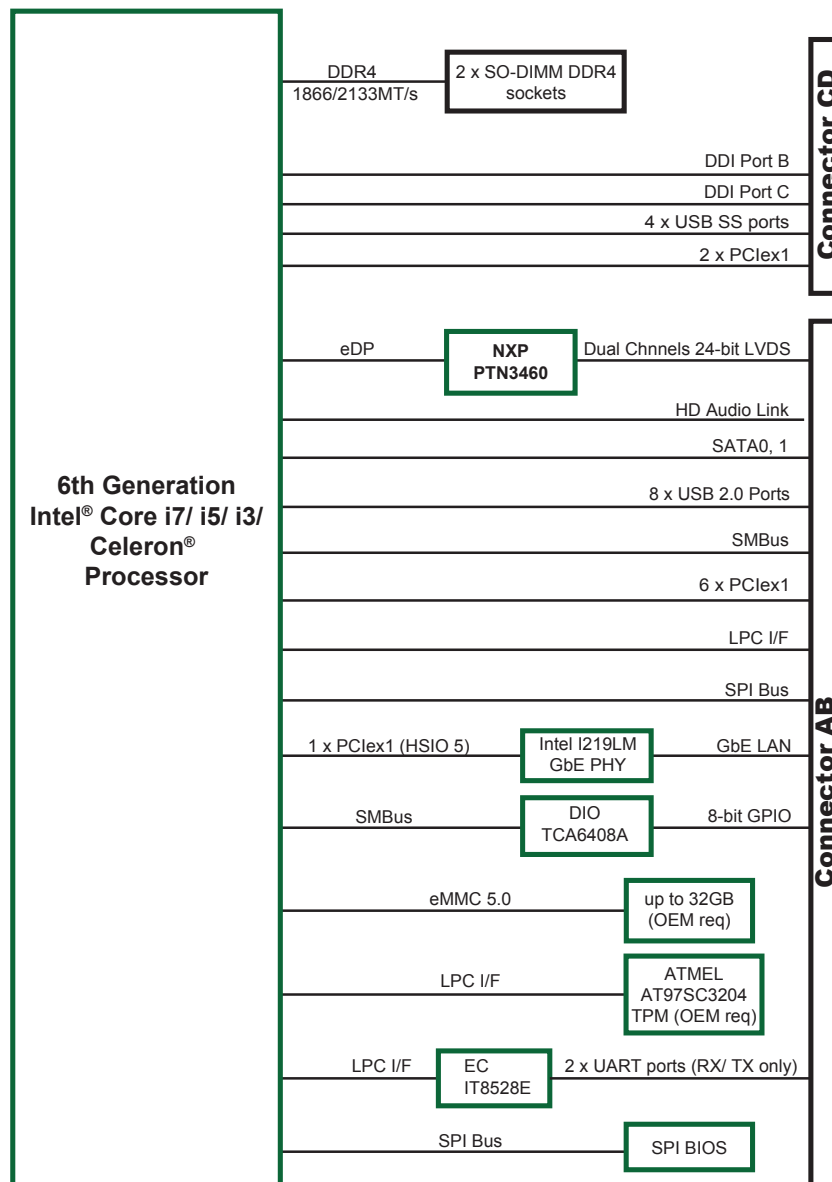 DDR4
1866/2133MT/s
2 x SO-DIMM DDR4
sockets
Connector CD
DDI Port B
DDI Port C
4 x USB SS ports
2 x PCIex1
eDP
NXP
PTN3460
Dual Chnnels 24-bit LVDS
HD Audio Link
SATA0, 1
6th Generation
Intel® Core i7/ i5/ i3/
Celeron®
Processor
8 x USB 2.0 Ports
SMBus
6 x PCIex1
LPC I/F
SPI Bus
Connector AB
1 x PCIex1 (HSIO 5)
Intel I219LM
GbE PHY
GbE LAN
SMBus
DIO
TCA6408A
8-bit GPIO
eMMC 5.0
up to 32GB
(OEM req)
LPC I/F
ATMEL
AT97SC3204
TPM (OEM req)
LPC I/F
EC
IT8528E
2 x UART ports (RX/ TX only)
SPI Bus
SPI BIOS